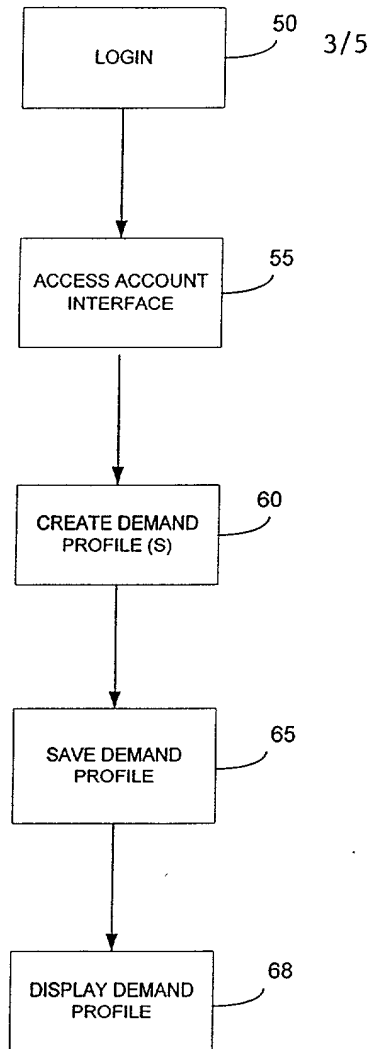 LOGIN
50
3/5
ACCESS ACCOUNT
INTERFACE
55
CREATE DEMAND
PROFILE (S)
60
SAVE DEMAND
PROFILE
65
DISPLAY DEMAND
PROFILE
68